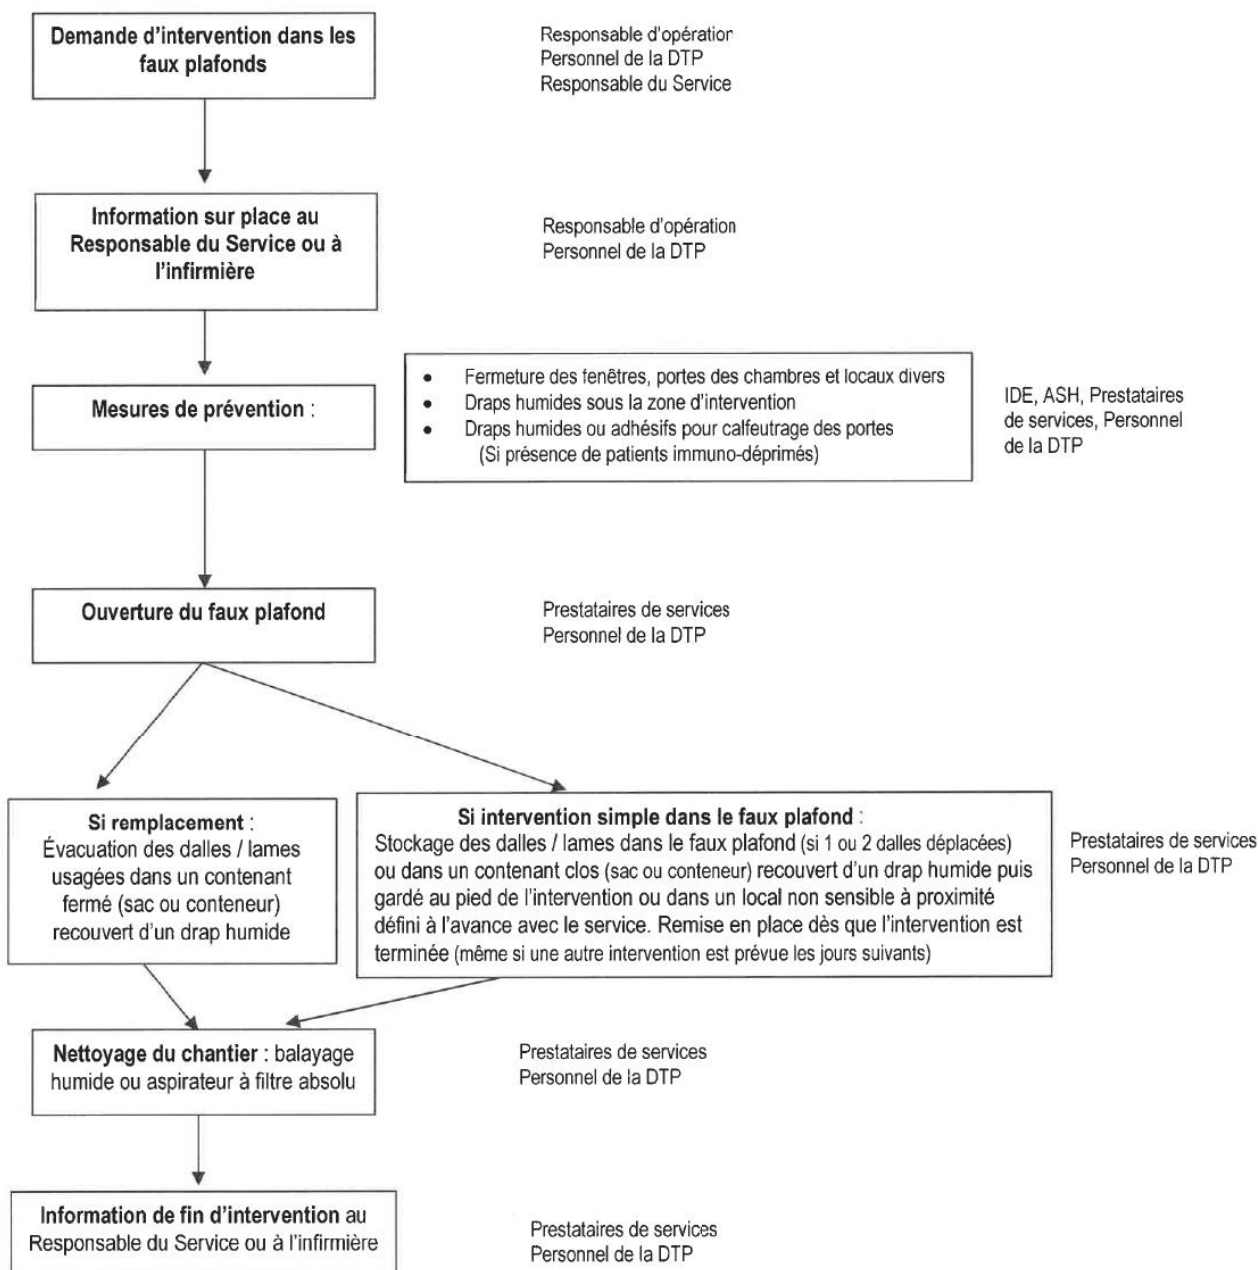 Demande d'intervention dans les
faux plafonds
Responsable d'opération
Personnel de la DTP
Responsable du Service
Information sur place au
Responsable du Service ou à
l'infirmière
Responsable d'opération
Personnel de la DTP
Mesures de prévention :
• Fermeture des fenêtres, portes des chambres et locaux divers
• Draps humides sous la zone d'intervention
• Draps humides ou adhésifs pour calfeutrage des portes
(Si présence de patients immuno-déprimés)
IDE, ASH, Prestataires
de services, Personnel
de la DTP
Ouverture du faux plafond
Prestataires de services
Personnel de la DTP
Si remplacement :
Évacuation des dalles / lames
usagées dans un contenant
fermé (sac ou conteneur)
recouvert d'un drap humide
Si intervention simple dans le faux plafond :
Stockage des dalles / lames dans le faux plafond (si 1 ou 2 dalles déplacées)
ou dans un contenant clos (sac ou conteneur) recouvert d'un drap humide puis
gardé au pied de l'intervention ou dans un local non sensible à proximité
défini à l'avance avec le service. Remise en place dès que l'intervention est
terminée (même si une autre intervention est prévue les jours suivants)
Prestataires de services
Personnel de la DTP
Nettoyage du chantier : balayage
humide ou aspirateur à filtre absolu
Prestataires de services
Personnel de la DTP
Information de fin d'intervention au
Responsable du Service ou à l'infirmière
Prestataires de services
Personnel de la DTP